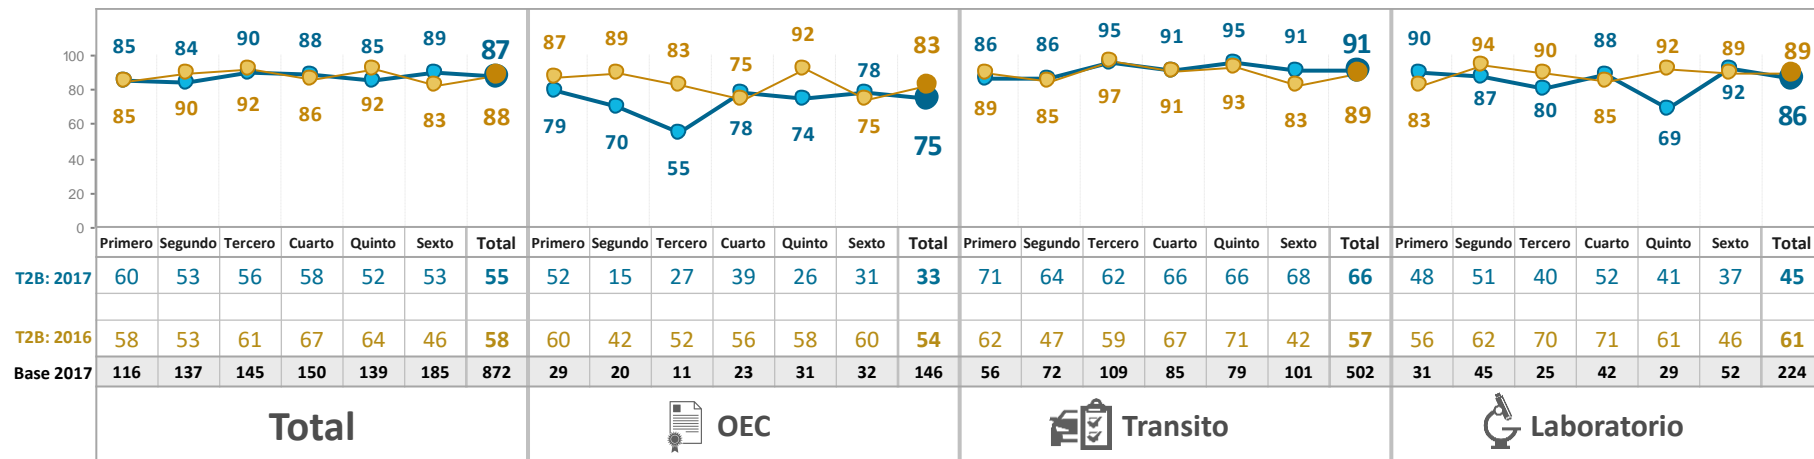 85 84 90 88 85 89 87 87 89 83 75 92 78 83 86 86 95 91 95 91 91 90 94 90 88 92 89 89
100
80
60
40
20
0
85 90 92 86 92 83 88 79 70 55 78 74 75 75 89 85 97 91 93 83 89 83 87 80 85 69 92 86
Primero Segundo Tercero Cuarto Quinto Sexto Total Primero Segundo Tercero Cuarto Quinto Sexto Total Primero Segundo Tercero Cuarto Quinto Sexto Total Primero Segundo Tercero Cuarto Quinto Sexto Total
T2B: 2017 60 53 56 58 52 53 55 52 15 27 39 26 31 33 71 64 62 66 66 68 66 48 51 40 52 41 37 45
T2B: 2016 58 53 61 67 64 46 58 60 42 52 56 58 60 54 62 47 59 67 71 42 57 56 62 70 71 61 46 61
Base 2017 116 137 145 150 139 185 872 29 20 11 23 31 32 146 56 72 109 85 79 101 502 31 45 25 42 29 52 224
Total OEC Transito Laboratorio